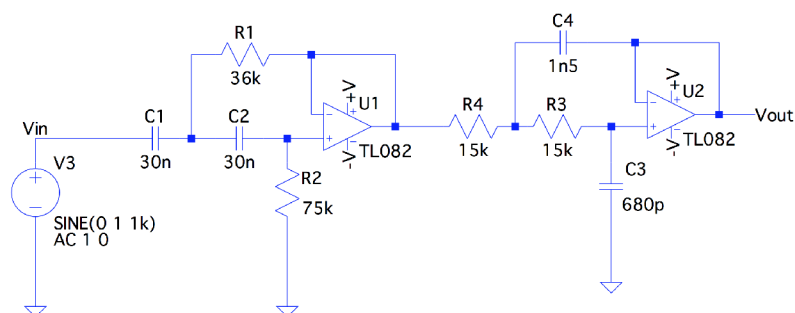 C4
R1
1n5
36k
+V
U1
+V
U2
Vin
C1
C2
R4
R3
Vout
30n
30n
TL082
-V
15k
15k
TL082
-V
V3
R2
C3
75k
680p
SINE(0 1 1k)
AC 1 0